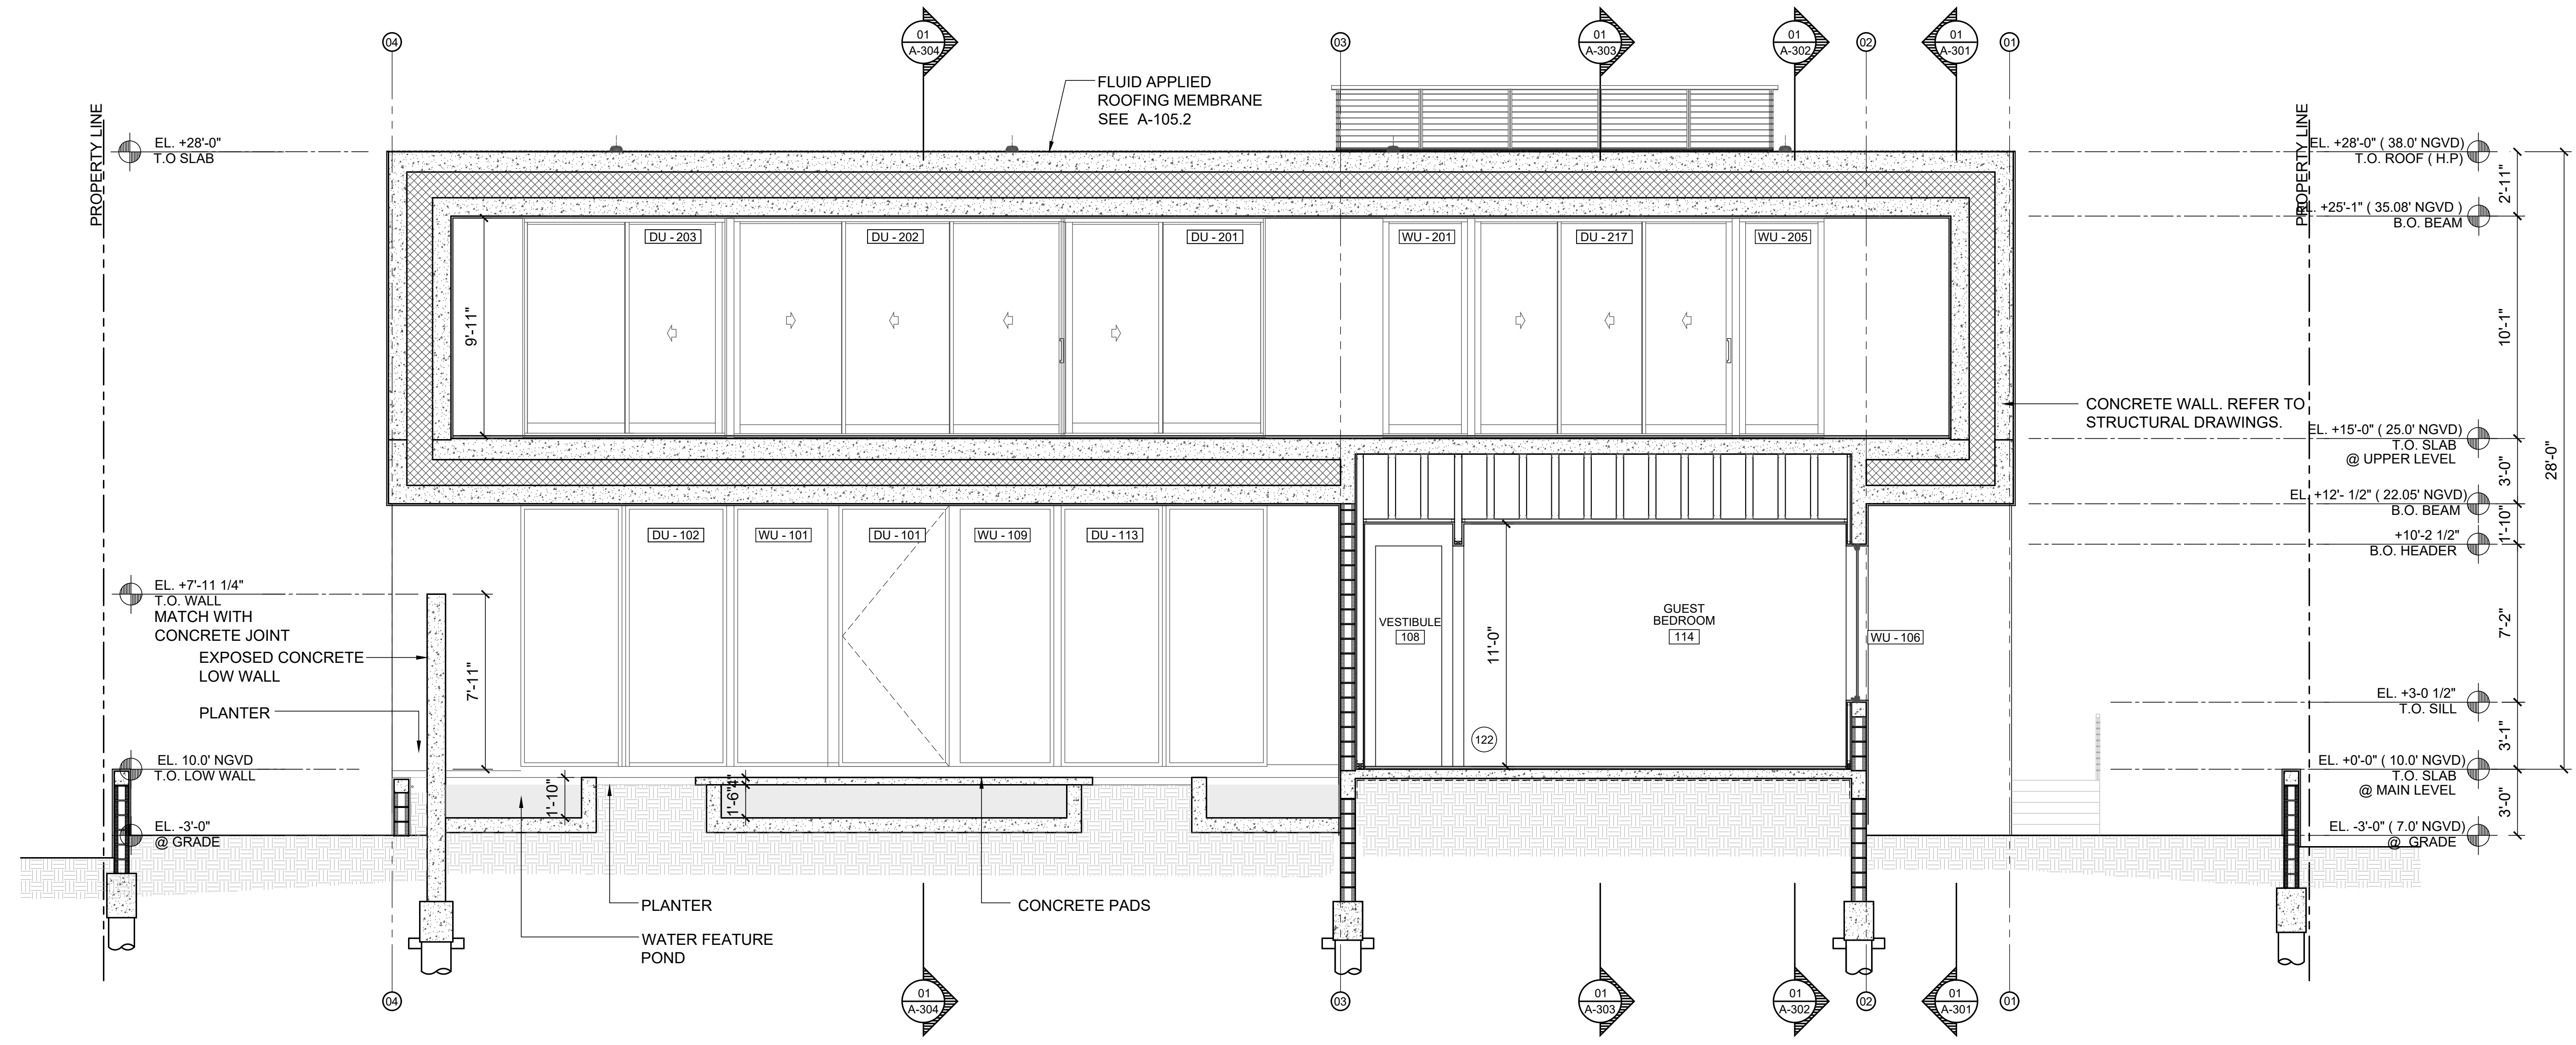 04
01
A-304
03
01
A-303
01
A-302
02
01
A-301
01
FLUID APPLIED
ROOFING MEMBRANE
SEE A-105.2
PROPERTY LINE
EL. +28'-0"
T.O SLAB
PROPERTY LINE
EL. +28'-0" ( 38.0' NGVD)
T.O. ROOF ( H.P)
2'-11"
+25'-1" ( 35.08' NGVD )
B.O. BEAM
DU - 203
DU - 202
DU - 201
WU - 201
DU - 217
WU - 205
9'-11"
10'-1"
CONCRETE WALL. REFER TO
STRUCTURAL DRAWINGS.
EL. +15'-0" ( 25.0' NGVD)
T.O. SLAB
@ UPPER LEVEL
3'-0"
28'-0"
EL. +12'- 1/2" ( 22.05' NGVD)
B.O. BEAM
1'-10"
+10'-2 1/2"
B.O. HEADER
DU - 102
WU - 101
DU - 101
WU - 109
DU - 113
EL. +7'-11 1/4"
T.O. WALL
MATCH WITH
CONCRETE JOINT
EXPOSED CONCRETE
LOW WALL
PLANTER
7'-11"
VESTIBULE
108
11'-0"
GUEST
BEDROOM
114
WU - 106
122
7'-2"
EL. +3-0 1/2"
T.O. SILL
3'-1"
EL. 10.0' NGVD
T.O. LOW WALL
EL. +0'-0" ( 10.0' NGVD)
T.O. SLAB
@ MAIN LEVEL
1'-10"
1'-6"
4"
3'-0"
EL. -3'-0"
@ GRADE
EL. -3'-0" ( 7.0' NGVD)
@ GRADE
PLANTER
WATER FEATURE
POND
CONCRETE PADS
04
01
A-304
03
01
A-303
01
A-302
02
01
A-301
01